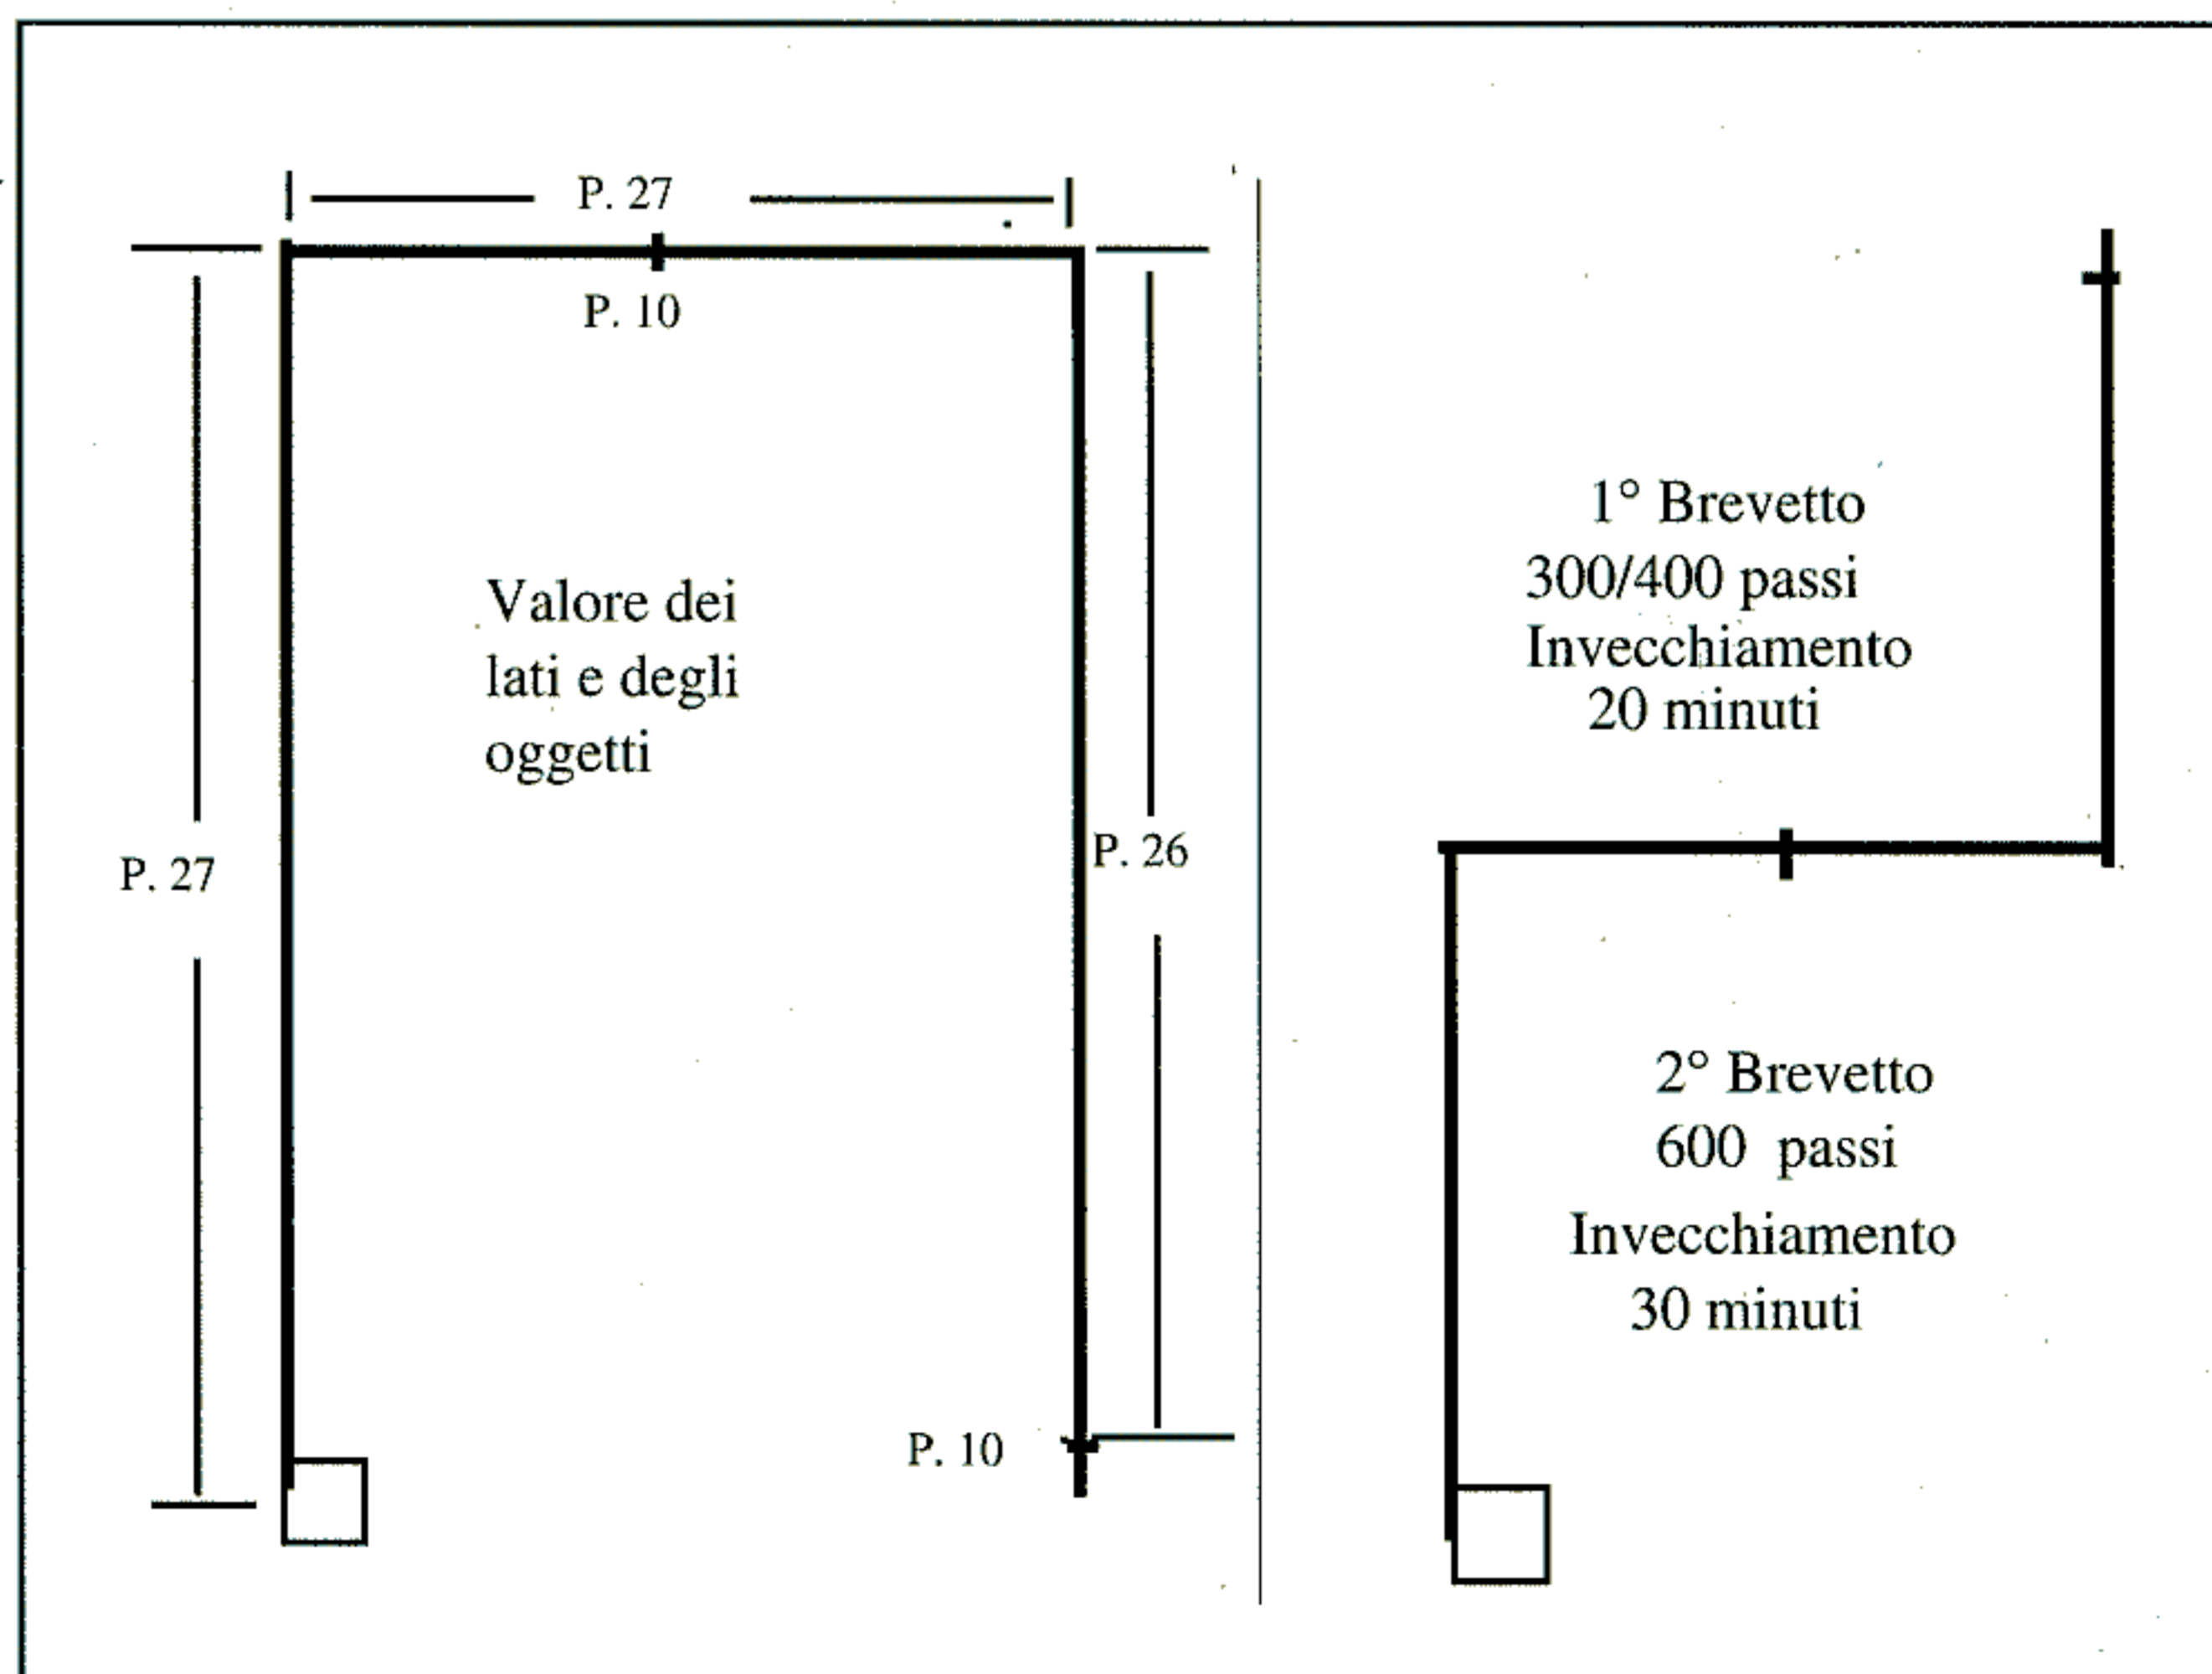 P. 27
P. 10
Valore dei
lati e degli
oggetti
P. 27
P. 26
P. 10
1° Brevetto
300/400 passi
Invecchiamento
20 minuti
2° Brevetto
600 passi
Invecchiamento
30 minuti